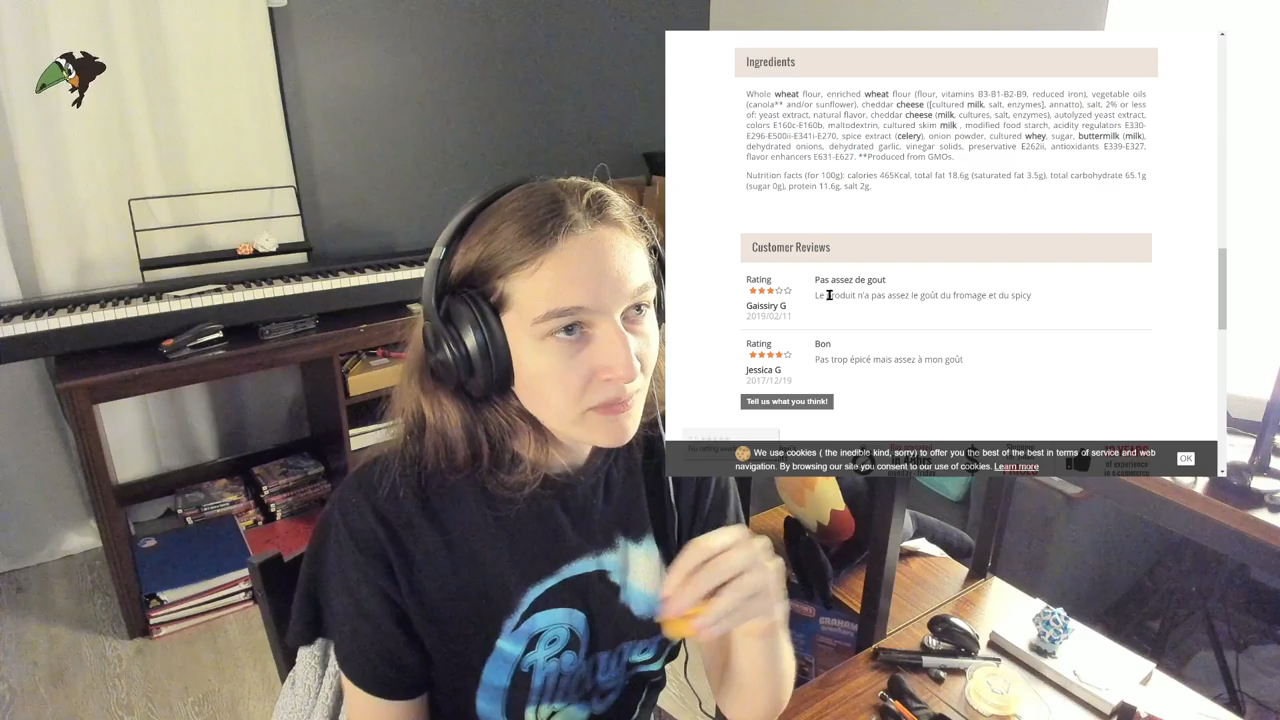 Ingredients
Whole wheat flour, enriched wheat flour (flour, vitamins B3-B1-B2-B9, reduced iron), vegetable oils
(canola** and/or sunflower), cheddar cheese ([cultured milk, salt, enzymes], annatto), salt, 2% or less
of: yeast extract, natural flavor, cheddar cheese (milk, cultures, salt, enzymes), autolyzed yeast extract,
colors E160c-E160b, maltodextrin, cultured skim milk , modified food starch, acidity regulators E330-
E296-E500ii-E341i-E270, spice extract (celery), onion powder, cultured whey, sugar, buttermilk (milk),
dehydrated onions, dehydrated garlic, vinegar solids, preservative E262ii, antioxidants E339-E327,
flavor enhancers E631-E627. **Produced from GMOs.
Nutrition facts (for 100g): calories 465Kcal, total fat 18.6g (saturated fat 3.5g), total carbohydrate 65.1g
(sugar 0g), protein 11.6g, salt 2g.
Customer Reviews
Rating
Pas assez de gout
Le produit n'a pas assez le goût du fromage et du spicy
Gaissiry G
2019/02/11
Rating
Bon
Pas trop épicé mais assez à mon goût
Jessica G
2017/12/19
Tell us what you think!
We use cookies ( the inedible kind, sorry) to offer you the best of the best in terms of service and web
navigation. By browsing our site you consent to our use of cookies. Learn more
OK
Chicago
GRAHAM